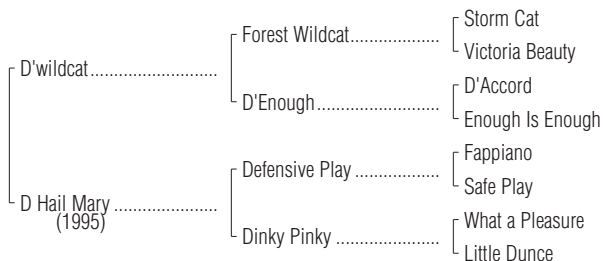 Storm Cat
Forest Wildcat...................
Victoria Beauty
D'wildcat...........................
D'Accord
D'Enough..........................
Enough Is Enough
Fappiano
Defensive Play ..................
Safe Play
D Hail Mary ......................
(1995)
What a Pleasure
Dinky Pinky ......................
Little Dunce